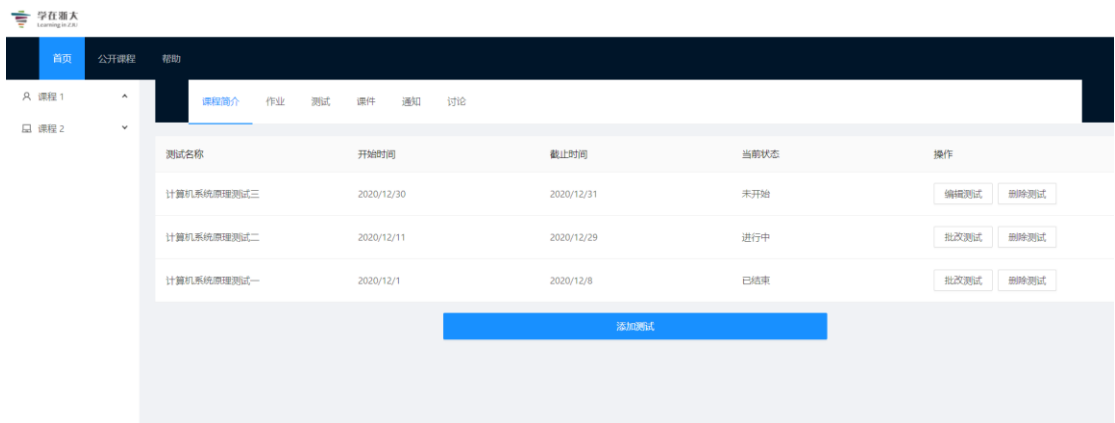 学在浙大
Learning in ZJU
首页 公开课程 帮助
课程 1
课程 2
课程简介 作业 测试 课件 通知 讨论
测试名称 开始时间 截止时间 当前状态 操作
计算机系统原理测试三 2020/12/30 2020/12/31 未开始 编辑测试 删除测试
计算机系统原理测试二 2020/12/11 2020/12/29 进行中 批改测试 删除测试
计算机系统原理测试一 2020/12/1 2020/12/8 已结束 批改测试 删除测试
添加测试